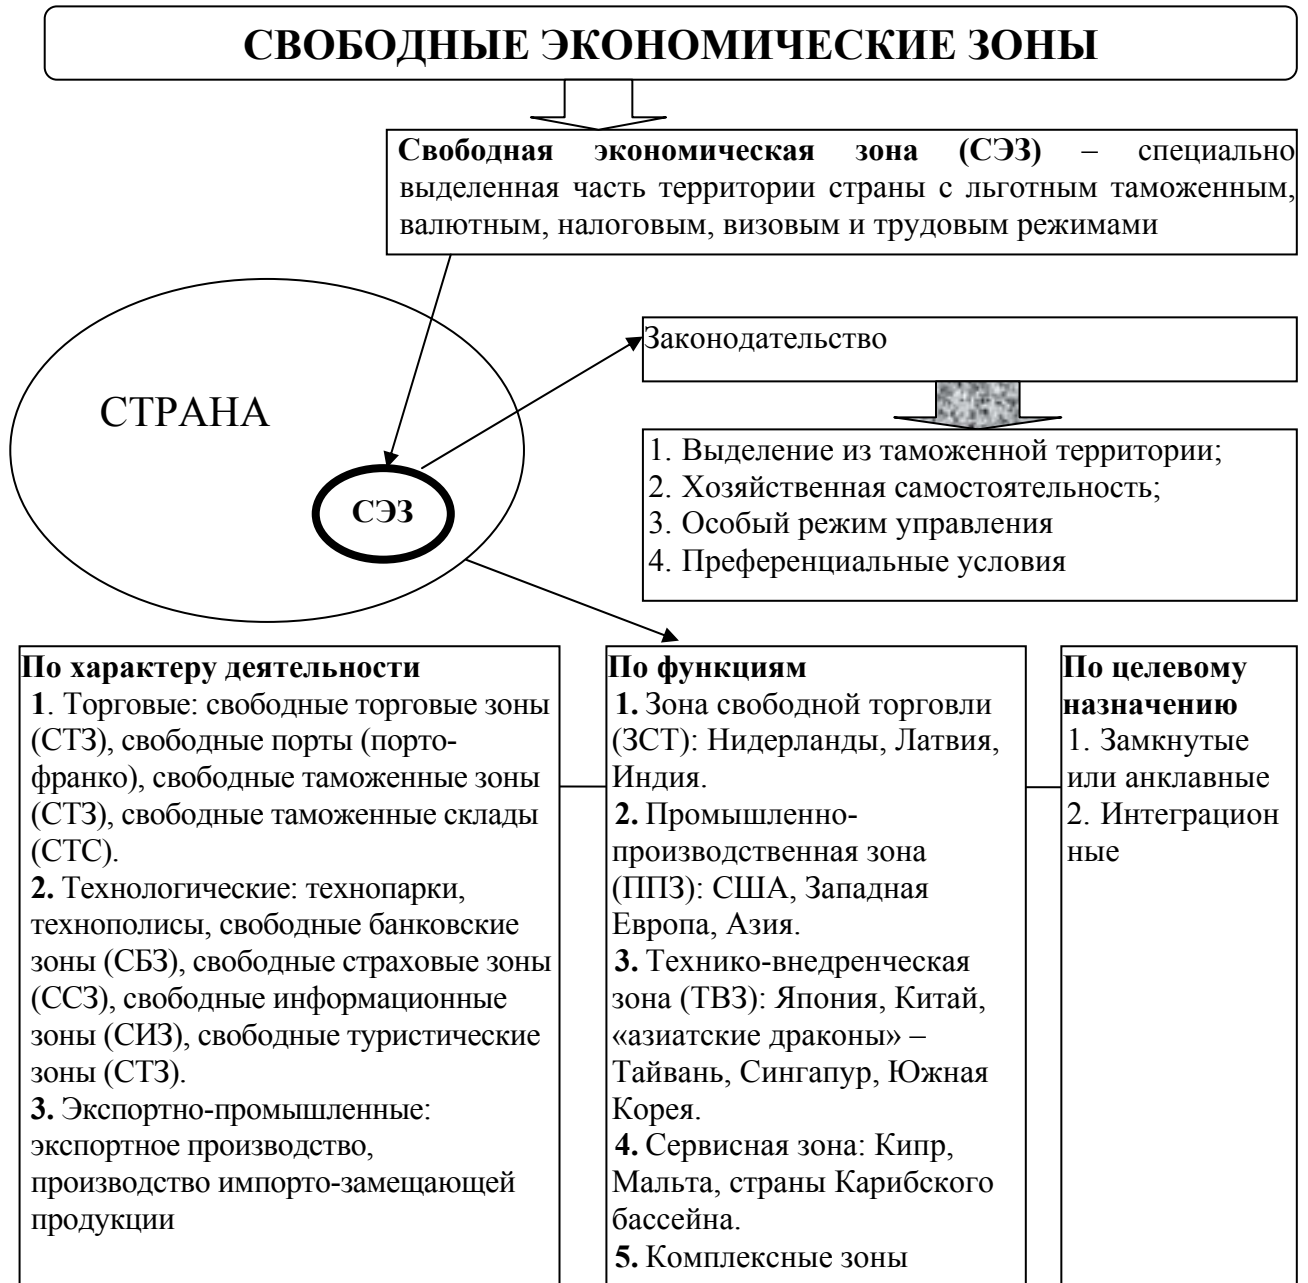 СВОБОДНЫЕ ЭКОНОМИЧЕСКИЕ ЗОНЫ
Свободная экономическая зона (СЭЗ) – специально
выделенная часть территории страны с льготным таможенным,
валютным, налоговым, визовым и трудовым режимами
СТРАНА
СЭЗ
Законодательство
1. Выделение из таможенной территории;
2. Хозяйственная самостоятельность;
3. Особый режим управления
4. Преференциальные условия
По характеру деятельности
1. Торговые: свободные торговые зоны
(СТЗ), свободные порты (порто-
франко), свободные таможенные зоны
(СТЗ), свободные таможенные склады
(СТС).
2. Технологические: технопарки,
технополисы, свободные банковские
зоны (СБЗ), свободные страховые зоны
(ССЗ), свободные информационные
зоны (СИЗ), свободные туристические
зоны (СТЗ).
3. Экспортно-промышленные:
экспортное производство,
производство импорто-замещающей
продукции
По функциям
1. Зона свободной торговли
(ЗСТ): Нидерланды, Латвия,
Индия.
2. Промышленно-
производственная зона
(ППЗ): США, Западная
Европа, Азия.
3. Технико-внедренческая
зона (ТВЗ): Япония, Китай,
«азиатские драконы» –
Тайвань, Сингапур, Южная
Корея.
4. Сервисная зона: Кипр,
Мальта, страны Карибского
бассейна.
5. Комплексные зоны
По целевому
назначению
1. Замкнутые
или анклавные
2. Интеграцион
ные